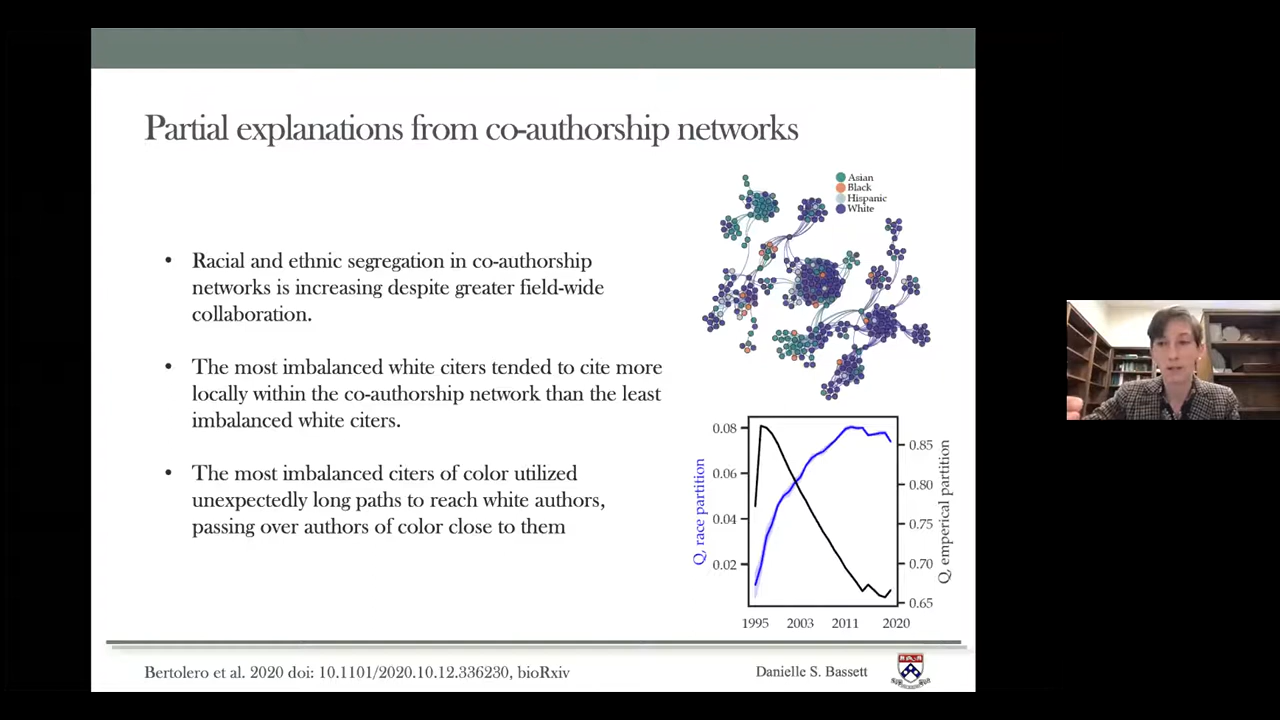 Partial explanations from co-authorship networks
• Racial and ethnic segregation in co-authorship
networks is increasing despite greater field-wide
collaboration.
• The most imbalanced white citers tended to cite more
locally within the co-authorship network than the least
imbalanced white citers.
• The most imbalanced citers of color utilized
unexpectedly long paths to reach white authors,
passing over authors of color close to them
Asian
Black
Hispanic
White
Q, race partition
0.08
0.06
0.04
0.02
0.85
0.80
0.75
0.70
0.65
Q, emperical partition
1995 2003 2011 2020
Bertolero et al. 2020 doi: 10.1101/2020.10.12.336230, bioRxiv
Danielle S. Bassett